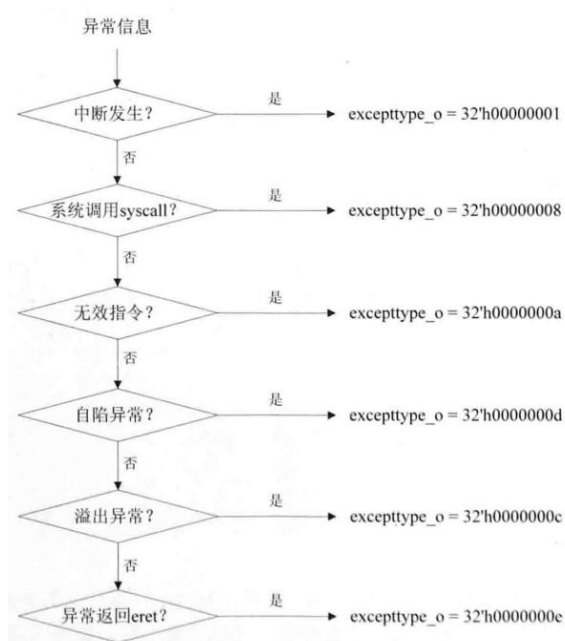 异常信息
中断发生？
是
excepttype_o = 32'h00000001
否
系统调用syscall？
是
excepttype_o = 32'h00000008
否
无效指令？
是
excepttype_o = 32'h0000000a
否
自陷异常？
是
excepttype_o = 32'h0000000d
否
溢出异常？
是
excepttype_o = 32'h0000000c
否
异常返回eret？
是
excepttype_o = 32'h0000000e